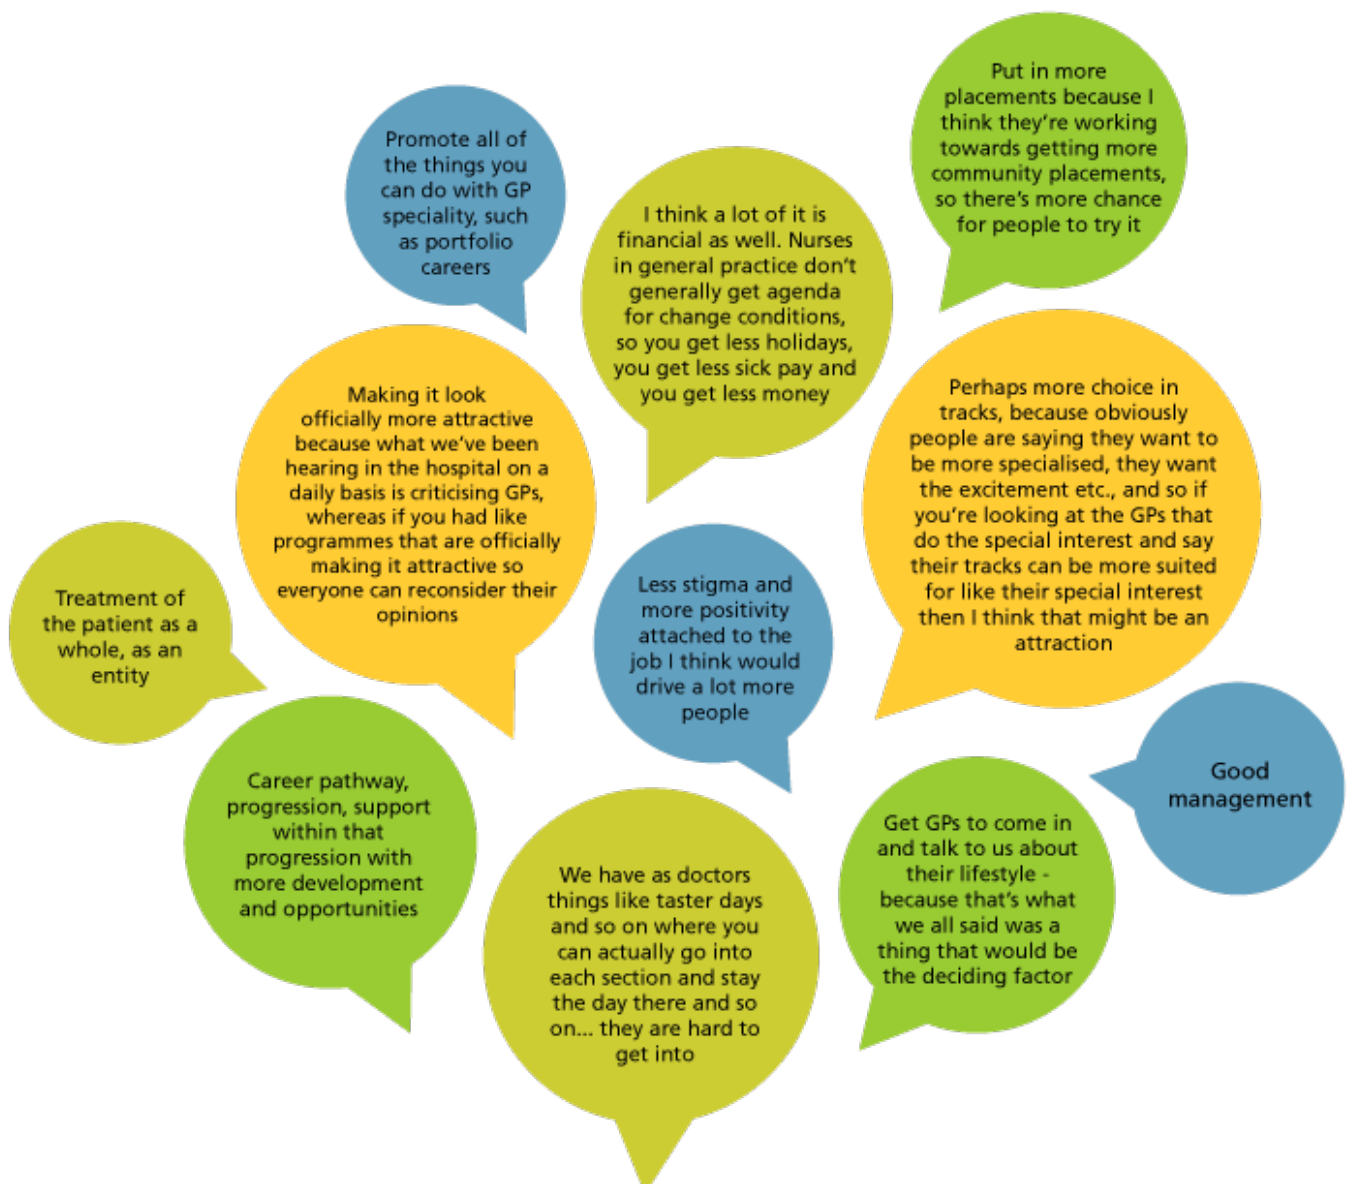 Put in more
placements because I
think they're working
towards getting more
community placements,
so there's more chance
for people to try it
Promote all of
the things you
can do with GP
speciality, such
as portfolio
careers
I think a lot of it is
financial as well. Nurses
in general practice don't
generally get agenda
for change conditions,
so you get less holidays,
you get less sick pay and
you get less money
Making it look
officially more attractive
because what we've been
hearing in the hospital on a
daily basis is criticising GPs,
whereas if you had like
programmes that are officially
making it attractive so
everyone can reconsider their
opinions
Perhaps more choice in
tracks, because obviously
people are saying they want to
be more specialised, they want
the excitement etc., and so if
you're looking at the GPs that
do the special interest and say
their tracks can be more suited
for like their special interest
then I think that might be an
attraction
Treatment of
the patient as a
whole, as an
entity
Less stigma and
more positivity
attached to the
job I think would
drive a lot more
people
Good
management
Career pathway,
progression, support
within that
progression with
more development
and opportunities
We have as doctors
things like taster days
and so on where you
can actually go into
each section and stay
the day there and so
on... they are hard to
get into
Get GPs to come in
and talk to us about
their lifestyle -
because that's what
we all said was a
thing that would be
the deciding factor